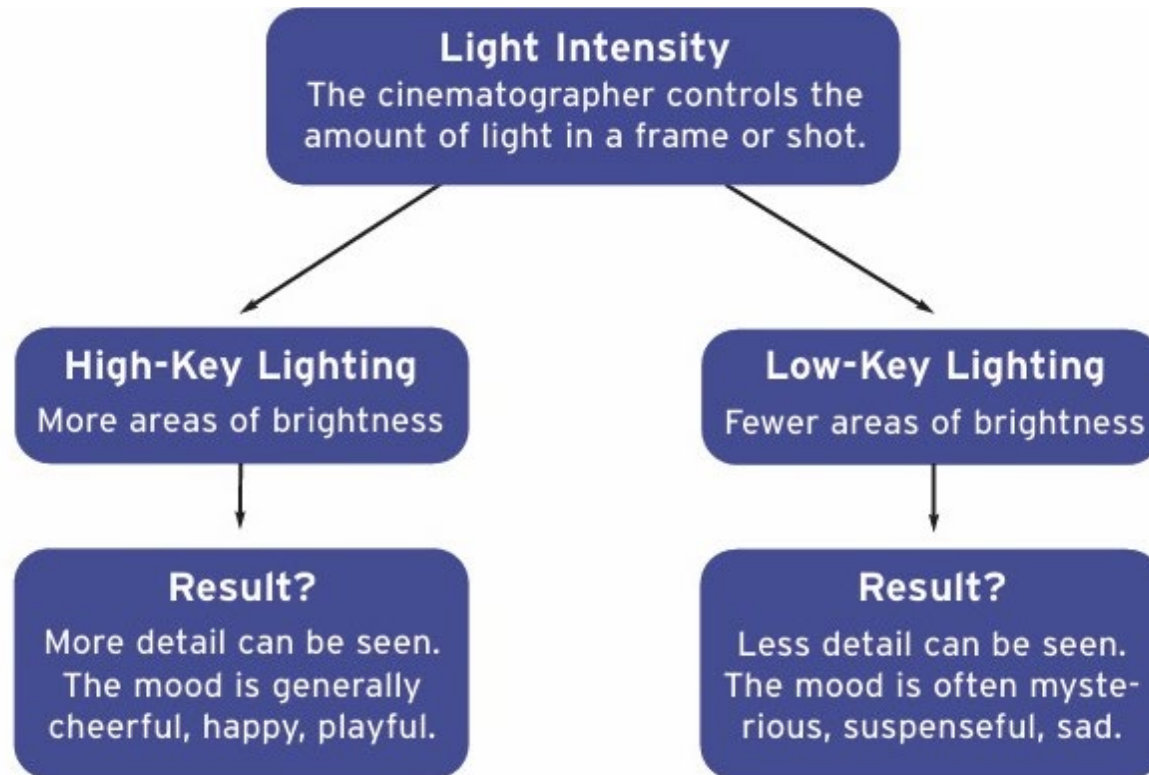 Light Intensity
The cinematographer controls the
amount of light in a frame or shot.
High-Key Lighting
More areas of brightness
Low-Key Lighting
Fewer areas of brightness
Result?
More detail can be seen.
The mood is generally
cheerful, happy, playful.
Result?
Less detail can be seen.
The mood is often myste-
rious, suspenseful, sad.